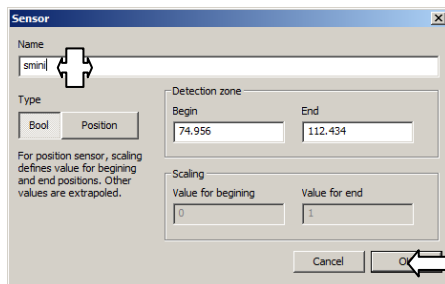 Sensor
Name
smini
Type
Bool
Position
For position sensor, scaling
defines value for begining
and end positions. Other
values are extrapoled.
Detection zone
Begin
End
74.956
112.434
Scaling
Value for begining
Value for end
0
1
Cancel